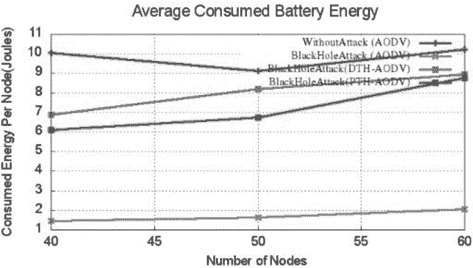 Average Consumed Battery Energy
Consumed Energy Per Node(Joules)
11
10
9
8
7
6
5
4
3
2
1
WithoutAttack (AODV)
BlackHoleAttack (AODV)
BlackHoleAttack(DTH-AODV)
BlackHoleAttack(PTH-AODV)
40
45
50
55
60
Number of Nodes